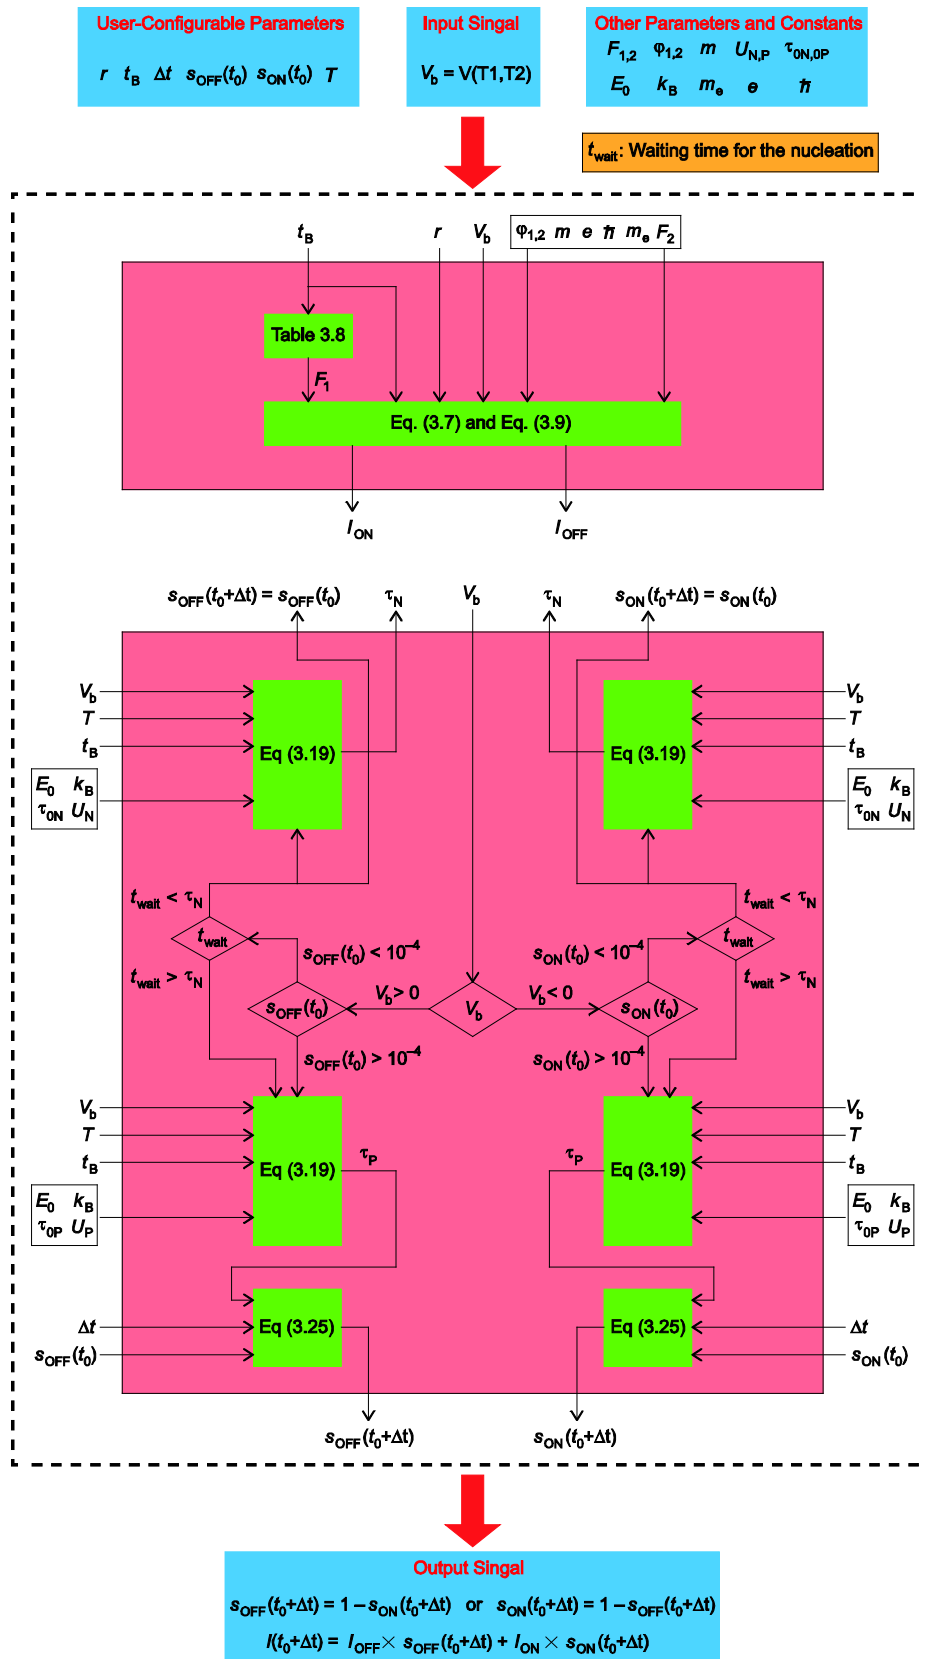 User-Configurable Parameters
r t_B Δt s_OFF(t_0) s_ON(t_0) T
Input Singal
V_b = V(T1,T2)
Other Parameters and Constants
F_1,2 φ_1,2 m U_N,P τ_0N,0P
E_0 k_B m_e e ħ
t_wait: Waiting time for the nucleation
t_B r V_b φ_1,2 m e ħ m_e F_2
Table 3.8
F_1
Eq. (3.7) and Eq. (3.9)
I_ON I_OFF
s_OFF(t_0+Δt) = s_OFF(t_0) τ_N V_b τ_N s_ON(t_0+Δt) = s_ON(t_0)
V_b
T
t_B
E_0 k_B
τ_0N U_N
Eq (3.19)
Eq (3.19)
V_b
T
t_B
E_0 k_B
τ_0N U_N
t_wait < τ_N
t_wait
t_wait > τ_N
s_OFF(t_0) < 10^–4
s_OFF(t_0)
s_OFF(t_0) > 10^–4
V_b > 0
V_b
V_b < 0
s_ON(t_0) < 10^–4
s_ON(t_0)
s_ON(t_0) > 10^–4
t_wait < τ_N
t_wait
t_wait > τ_N
V_b
T
t_B
E_0 k_B
τ_0P U_P
Eq (3.19)
τ_P
τ_P
Eq (3.19)
V_b
T
t_B
E_0 k_B
τ_0P U_P
Δt
s_OFF(t_0)
Eq (3.25)
Eq (3.25)
Δt
s_ON(t_0)
s_OFF(t_0+Δt) s_ON(t_0+Δt)
Output Singal
s_OFF(t_0+Δt) = 1 – s_ON(t_0+Δt) or s_ON(t_0+Δt) = 1 – s_OFF(t_0+Δt)
I(t_0+Δt) = I_OFF × s_OFF(t_0+Δt) + I_ON × s_ON(t_0+Δt)